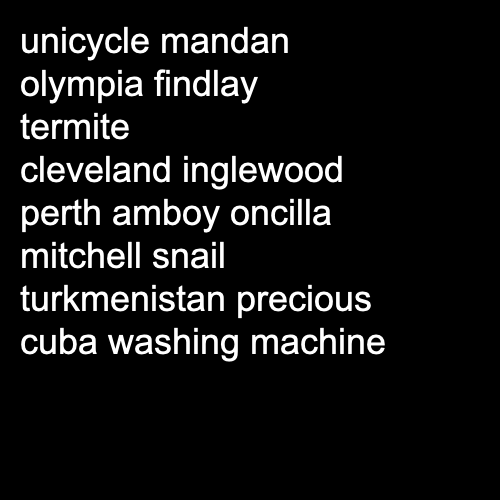 unicycle mandan
olympia findlay
termite
cleveland inglewood
perth amboy oncilla
mitchell snail
turkmenistan precious
cuba washing machine